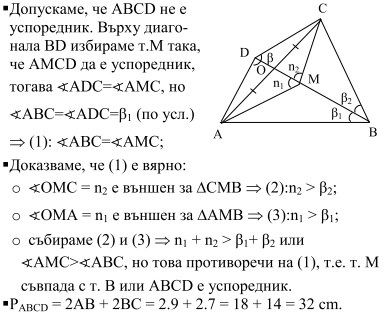 ▪Допускаме, че ABCD не е
успоредник. Върху диаго-
нала BD избираме т.М така,
че AMCD да е успоредник,
тогава ∢ADC=∢AMC, но
∢ABC=∢ADC=β₁ (по усл.)
⇒ (1): ∢ABC=∢AMC;
C
D
β
O
n₂
n₁
M
β₂
β₁
A
B
▪Доказваме, че (1) е вярно:
o ∢OMC = n₂ е външен за ΔCMB ⇒ (2):n₂ > β₂;
o ∢OMA = n₁ е външен за ΔAMB ⇒ (3):n₁ > β₁;
o събираме (2) и (3) ⇒ n₁ + n₂ > β₁+ β₂ или
∢AMC>∢ABC, но това противоречи на (1), т.е. т. М
съвпада с т. В или ABCD е успоредник.
▪P_ABCD = 2AB + 2BC = 2.9 + 2.7 = 18 + 14 = 32 cm.